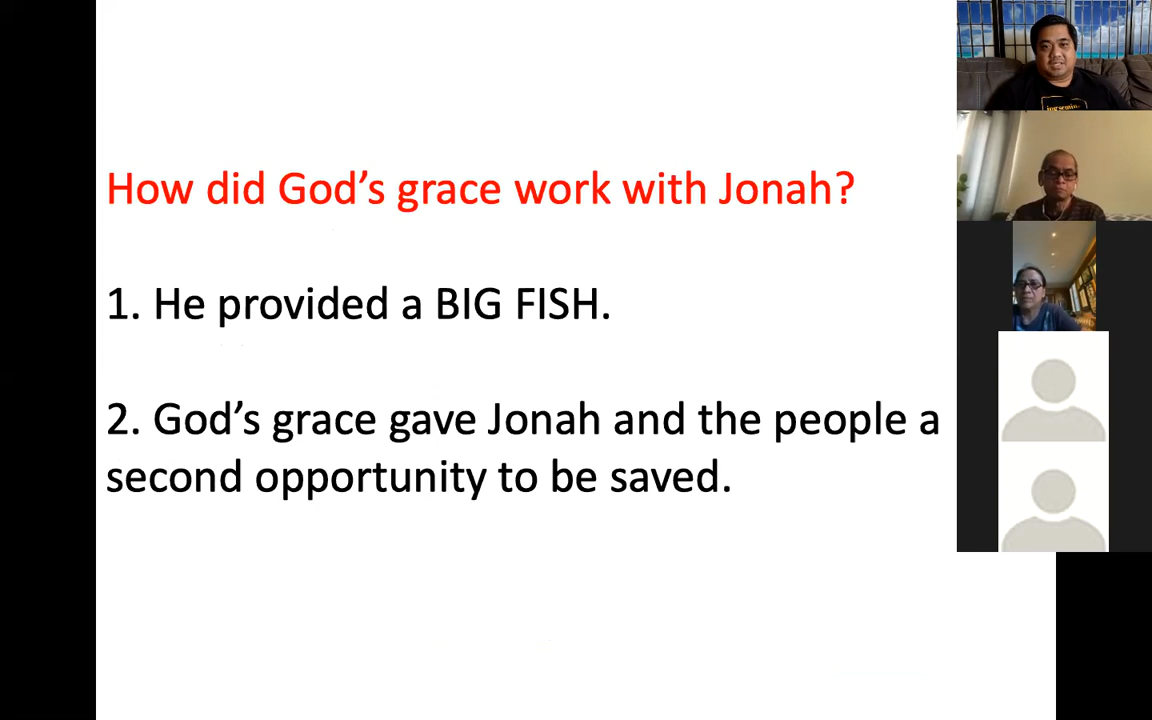 How did God’s grace work with Jonah?
1. He provided a BIG FISH.
2. God’s grace gave Jonah and the people a
second opportunity to be saved.